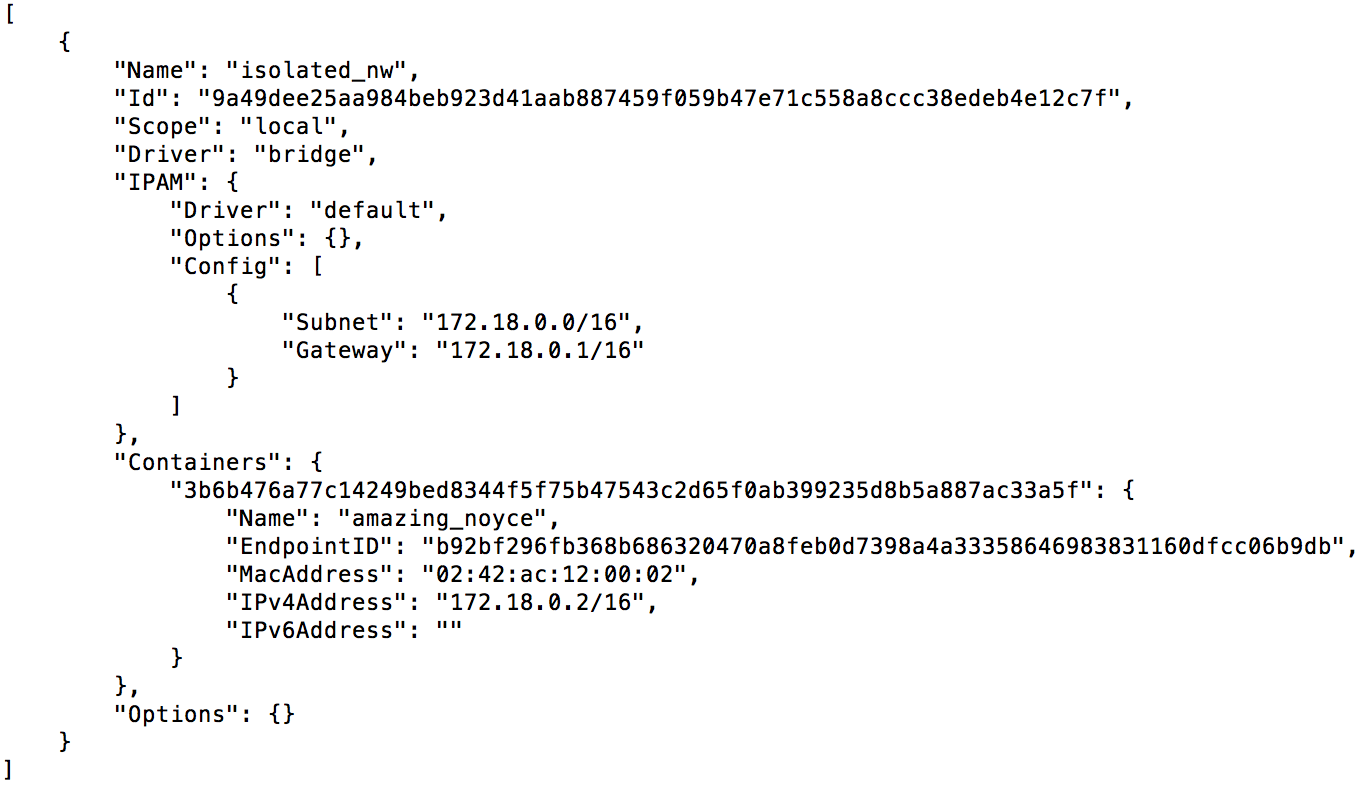 [
    {
        "Name": "isolated_nw",
        "Id": "9a49dee25aa984beb923d41aab887459f059b47e71c558a8ccc38edeb4e12c7f",
        "Scope": "local",
        "Driver": "bridge",
        "IPAM": {
            "Driver": "default",
            "Options": {},
            "Config": [
                {
                    "Subnet": "172.18.0.0/16",
                    "Gateway": "172.18.0.1/16"
                }
            ]
        },
        "Containers": {
            "3b6b476a77c14249bed8344f5f75b47543c2d65f0ab399235d8b5a887ac33a5f": {
                "Name": "amazing_noyce",
                "EndpointID": "b92bf296fb368b686320470a8feb0d7398a4a33358646983831160dfcc06b9db",
                "MacAddress": "02:42:ac:12:00:02",
                "IPv4Address": "172.18.0.2/16",
                "IPv6Address": ""
            }
        },
        "Options": {}
    }
]